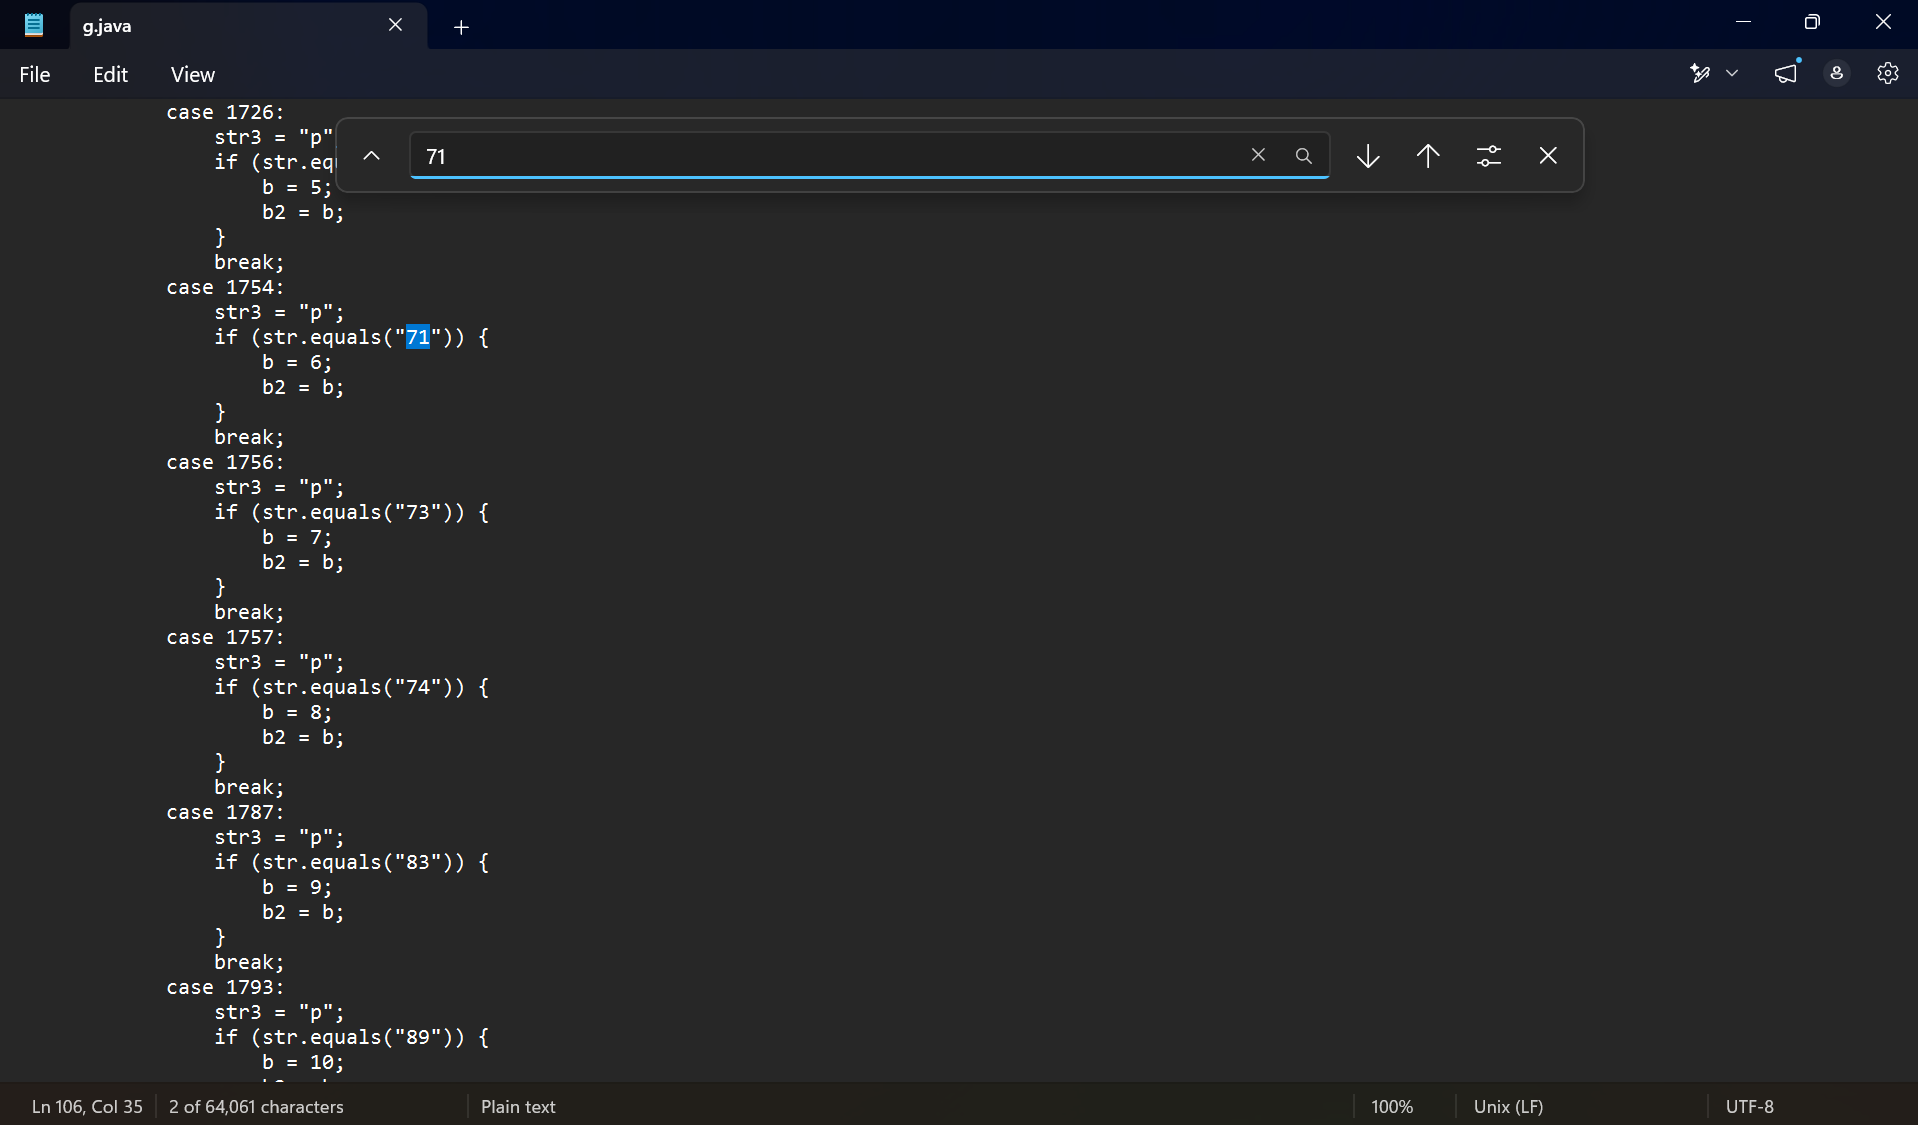 g.java
File Edit View
71
case 1726:
str3 = "p"
if (str.equ
b = 5;
b2 = b;
}
break;
case 1754:
str3 = "p";
if (str.equals("71")) {
b = 6;
b2 = b;
}
break;
case 1756:
str3 = "p";
if (str.equals("73")) {
b = 7;
b2 = b;
}
break;
case 1757:
str3 = "p";
if (str.equals("74")) {
b = 8;
b2 = b;
}
break;
case 1787:
str3 = "p";
if (str.equals("83")) {
b = 9;
b2 = b;
}
break;
case 1793:
str3 = "p";
if (str.equals("89")) {
b = 10;
Ln 106, Col 35 2 of 64,061 characters Plain text 100% Unix (LF) UTF-8